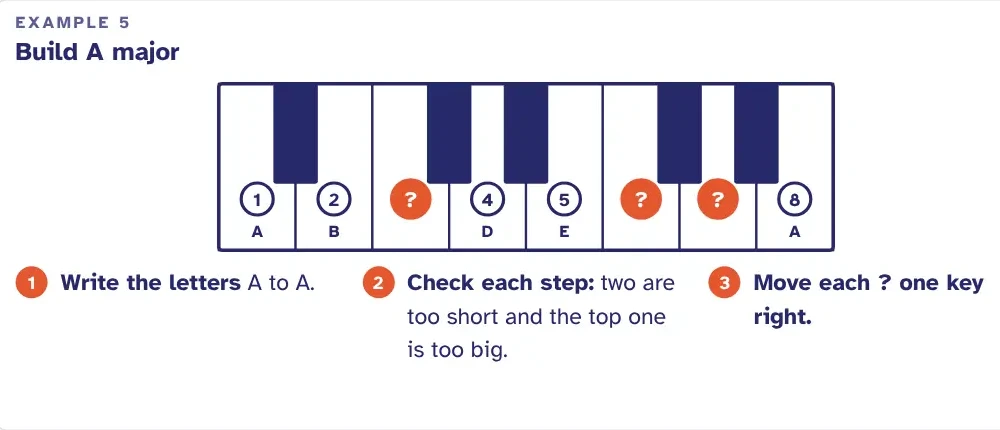 EXAMPLE 5
Build A major
1 2 ? 4 5 ? ? 8
A B D E A
1 Write the letters A to A.
2 Check each step: two are
too short and the top one
is too big.
3 Move each ? one key
right.